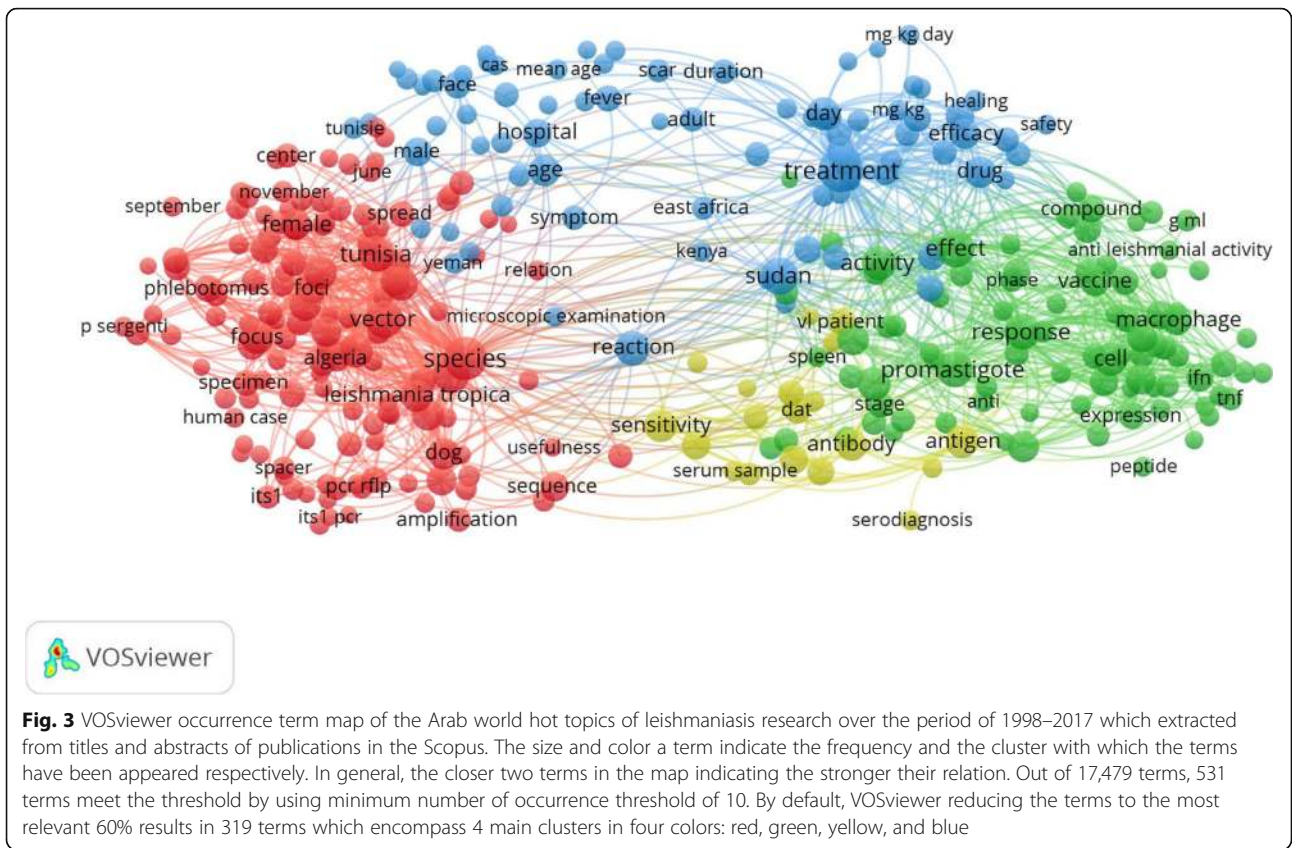 mg kg day
cas mean age scar duration
face
fever
mg kg healing
day
adult
tunisie
hospital
efficacy safety
center
male
june
age
treatment
drug
november
september
female
spread
symptom
east africa
compound
g ml
tunisia
yeman
relation
kenya
effect
anti leishmanial activity
activity
sudan
phase
vaccine
phlebotomus
foci
p sergenti
vector
microscopic examination
vl patient
macrophage
focus
response
reaction
algeria
species
spleen
cell
promastigote
ifn
specimen
leishmania tropica
tnf
human case
dat
stage
anti
expression
sensitivity
dog
usefulness
antibody
antigen
spacer
serum sample
peptide
its1
pcr rflp
sequence
its1 pcr
amplification
serodiagnosis
VOSviewer
Fig. 3 VOSviewer occurrence term map of the Arab world hot topics of leishmaniasis research over the period of 1998–2017 which extracted
from titles and abstracts of publications in the Scopus. The size and color a term indicate the frequency and the cluster with which the terms
have been appeared respectively. In general, the closer two terms in the map indicating the stronger their relation. Out of 17,479 terms, 531
terms meet the threshold by using minimum number of occurrence threshold of 10. By default, VOSviewer reducing the terms to the most
relevant 60% results in 319 terms which encompass 4 main clusters in four colors: red, green, yellow, and blue